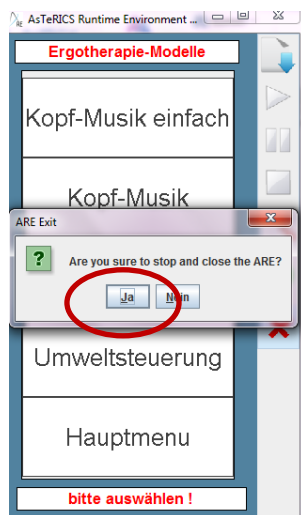 AsTeRICS Runtime Environment ...
Ergotherapie-Modelle
Kopf-Musik einfach
Kopf-Musik
ARE Exit
Are you sure to stop and close the ARE?
Ja Nein
Umweltsteuerung
Hauptmenu
bitte auswählen !